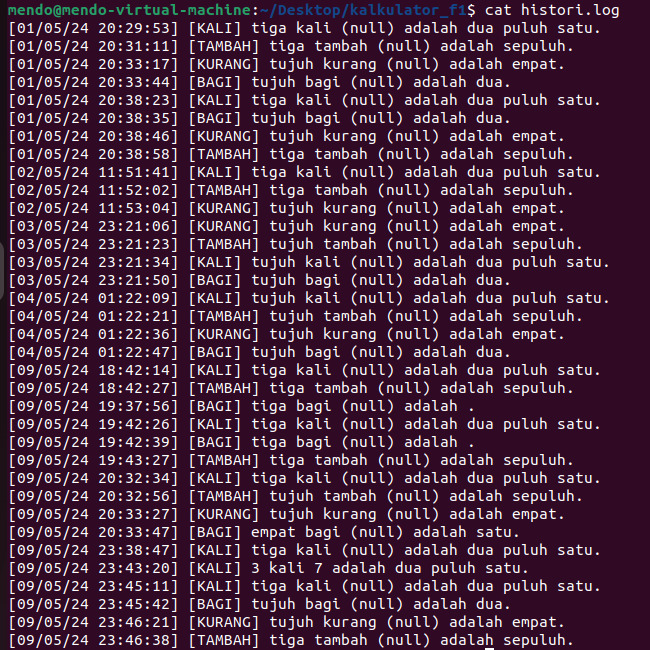 mendo@mendo-virtual-machine:~/Desktop/kalkulator_f1$ cat histori.log
[01/05/24 20:29:53] [KALI] tiga kali (null) adalah dua puluh satu.
[01/05/24 20:31:11] [TAMBAH] tiga tambah (null) adalah sepuluh.
[01/05/24 20:33:17] [KURANG] tujuh kurang (null) adalah empat.
[01/05/24 20:33:44] [BAGI] tujuh bagi (null) adalah dua.
[01/05/24 20:38:23] [KALI] tiga kali (null) adalah dua puluh satu.
[01/05/24 20:38:35] [BAGI] tujuh bagi (null) adalah dua.
[01/05/24 20:38:46] [KURANG] tujuh kurang (null) adalah empat.
[01/05/24 20:38:58] [TAMBAH] tiga tambah (null) adalah sepuluh.
[02/05/24 11:51:41] [KALI] tiga kali (null) adalah dua puluh satu.
[02/05/24 11:52:02] [TAMBAH] tiga tambah (null) adalah sepuluh.
[02/05/24 11:53:04] [KURANG] tujuh kurang (null) adalah empat.
[03/05/24 23:21:06] [KURANG] tujuh kurang (null) adalah empat.
[03/05/24 23:21:23] [TAMBAH] tujuh tambah (null) adalah sepuluh.
[03/05/24 23:21:34] [KALI] tujuh kali (null) adalah dua puluh satu.
[03/05/24 23:21:50] [BAGI] tujuh bagi (null) adalah dua.
[04/05/24 01:22:09] [KALI] tujuh kali (null) adalah dua puluh satu.
[04/05/24 01:22:21] [TAMBAH] tujuh tambah (null) adalah sepuluh.
[04/05/24 01:22:36] [KURANG] tujuh kurang (null) adalah empat.
[04/05/24 01:22:47] [BAGI] tujuh bagi (null) adalah dua.
[09/05/24 18:42:14] [KALI] tiga kali (null) adalah dua puluh satu.
[09/05/24 18:42:27] [TAMBAH] tiga tambah (null) adalah sepuluh.
[09/05/24 19:37:56] [BAGI] tiga bagi (null) adalah .
[09/05/24 19:42:26] [KALI] tiga kali (null) adalah dua puluh satu.
[09/05/24 19:42:39] [BAGI] tiga bagi (null) adalah .
[09/05/24 19:43:27] [TAMBAH] tiga tambah (null) adalah sepuluh.
[09/05/24 20:32:34] [KALI] tiga kali (null) adalah dua puluh satu.
[09/05/24 20:32:56] [TAMBAH] tujuh tambah (null) adalah sepuluh.
[09/05/24 20:33:27] [KURANG] tujuh kurang (null) adalah empat.
[09/05/24 20:33:47] [BAGI] empat bagi (null) adalah satu.
[09/05/24 23:38:47] [KALI] tiga kali (null) adalah dua puluh satu.
[09/05/24 23:43:20] [KALI] 3 kali 7 adalah dua puluh satu.
[09/05/24 23:45:11] [KALI] tiga kali (null) adalah dua puluh satu.
[09/05/24 23:45:42] [BAGI] tujuh bagi (null) adalah dua.
[09/05/24 23:46:21] [KURANG] tujuh kurang (null) adalah empat.
[09/05/24 23:46:38] [TAMBAH] tiga tambah (null) adalah sepuluh.